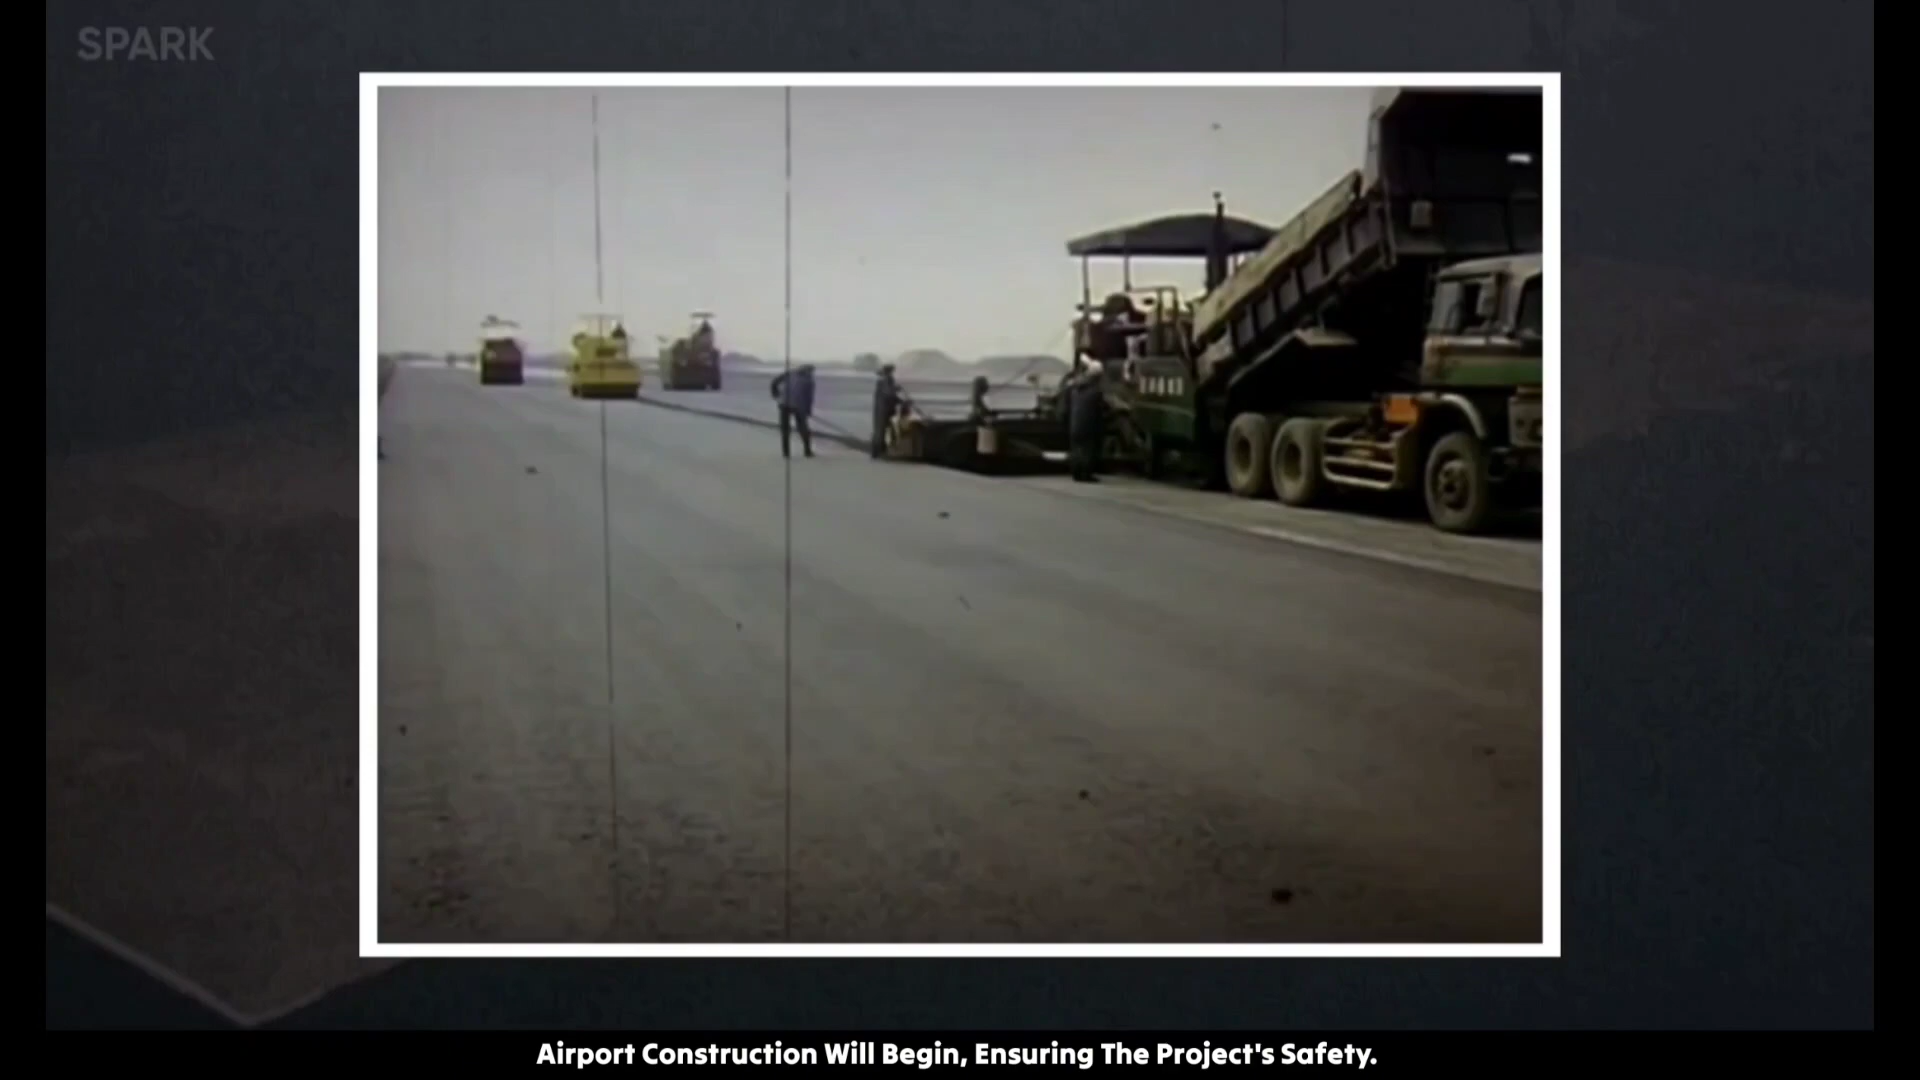 SPARK
Airport Construction Will Begin, Ensuring The Project's Safety.